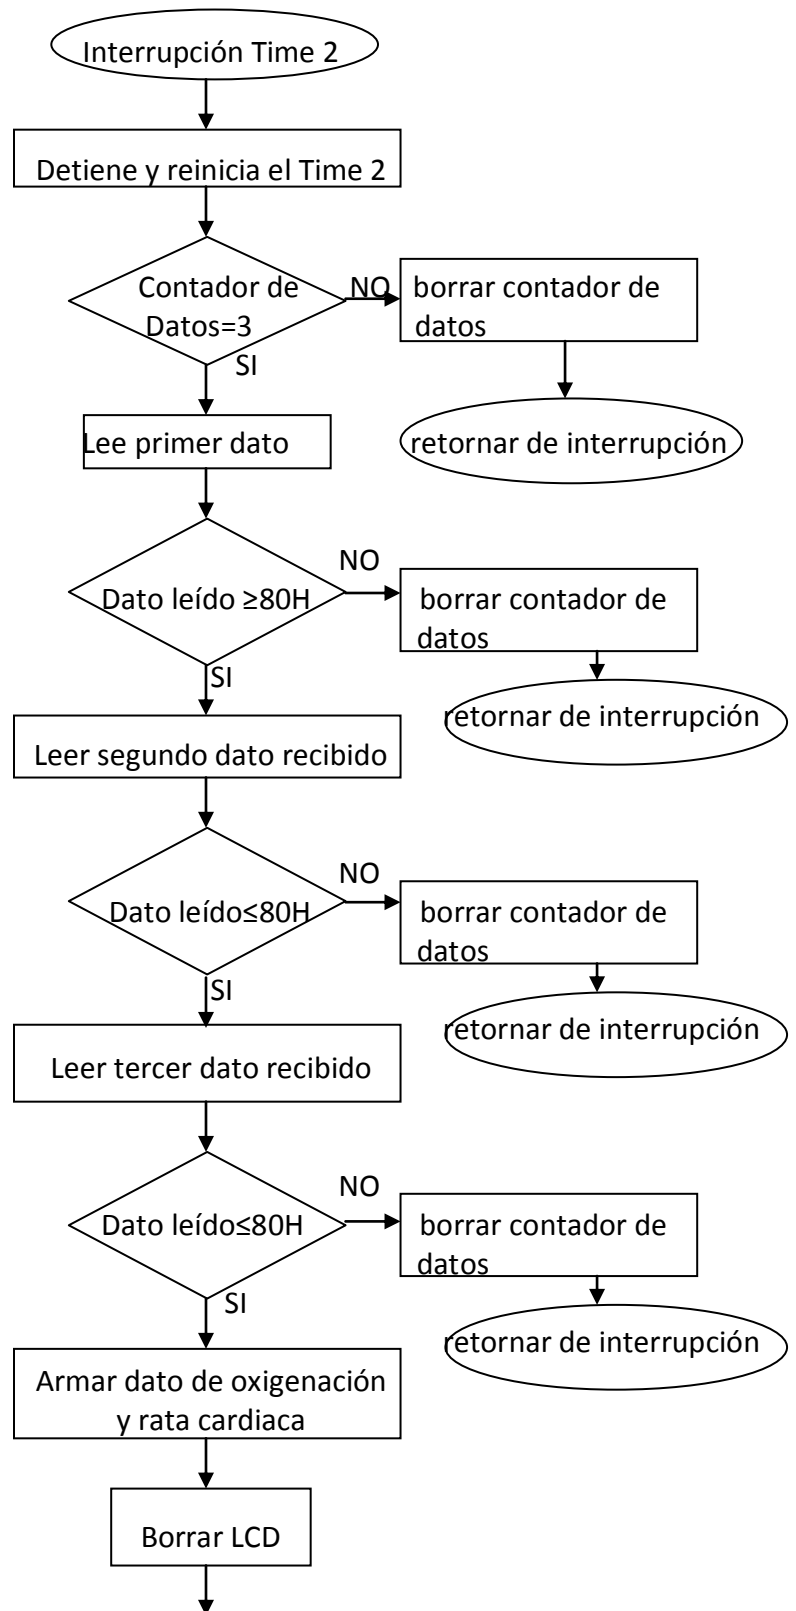 Interrupción Time 2
Detiene y reinicia el Time 2
Contador de
Datos=3
NO
borrar contador de
datos
SI
retornar de interrupción
Lee primer dato
Dato leído ≥80H
NO
borrar contador de
datos
SI
retornar de interrupción
Leer segundo dato recibido
Dato leído≤80H
NO
borrar contador de
datos
SI
retornar de interrupción
Leer tercer dato recibido
Dato leído≤80H
NO
borrar contador de
datos
SI
retornar de interrupción
Armar dato de oxigenación
y rata cardiaca
Borrar LCD